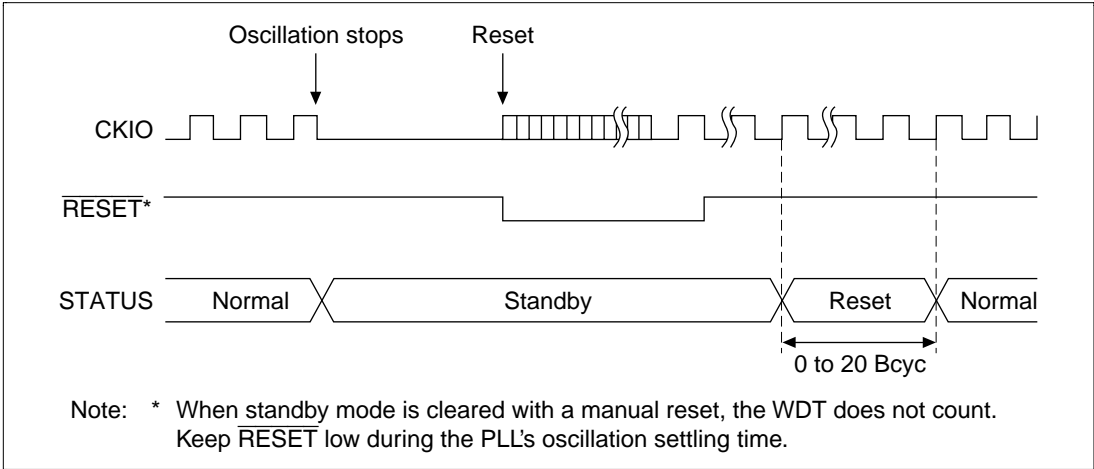 Oscillation stops Reset
CKIO
RESET*
STATUS Normal Standby Reset Normal
0 to 20 Bcyc
Note: * When standby mode is cleared with a manual reset, the WDT does not count.
Keep RESET low during the PLL's oscillation settling time.